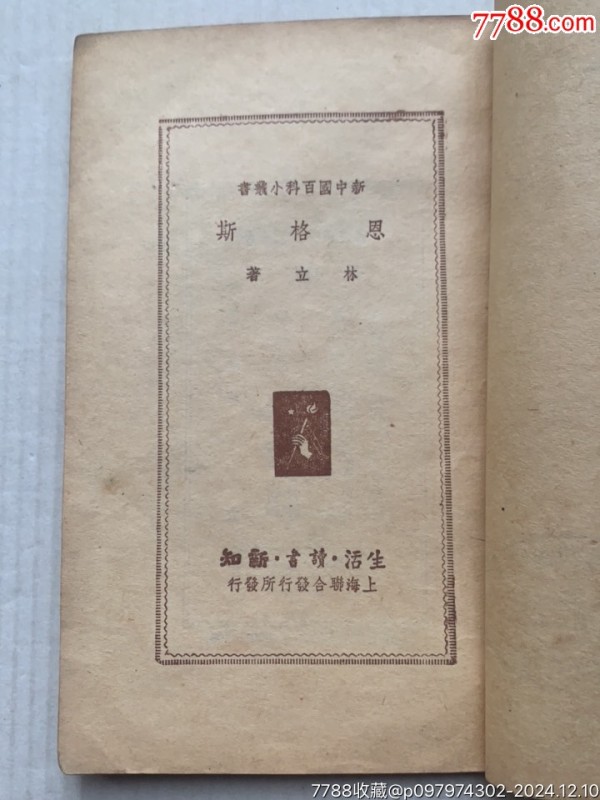 7788.com
新中國百科小叢書
恩格斯
林立著
生活·讀書·新知
上海聯合發行所發行
7788收藏@p097974302-2024.12.10